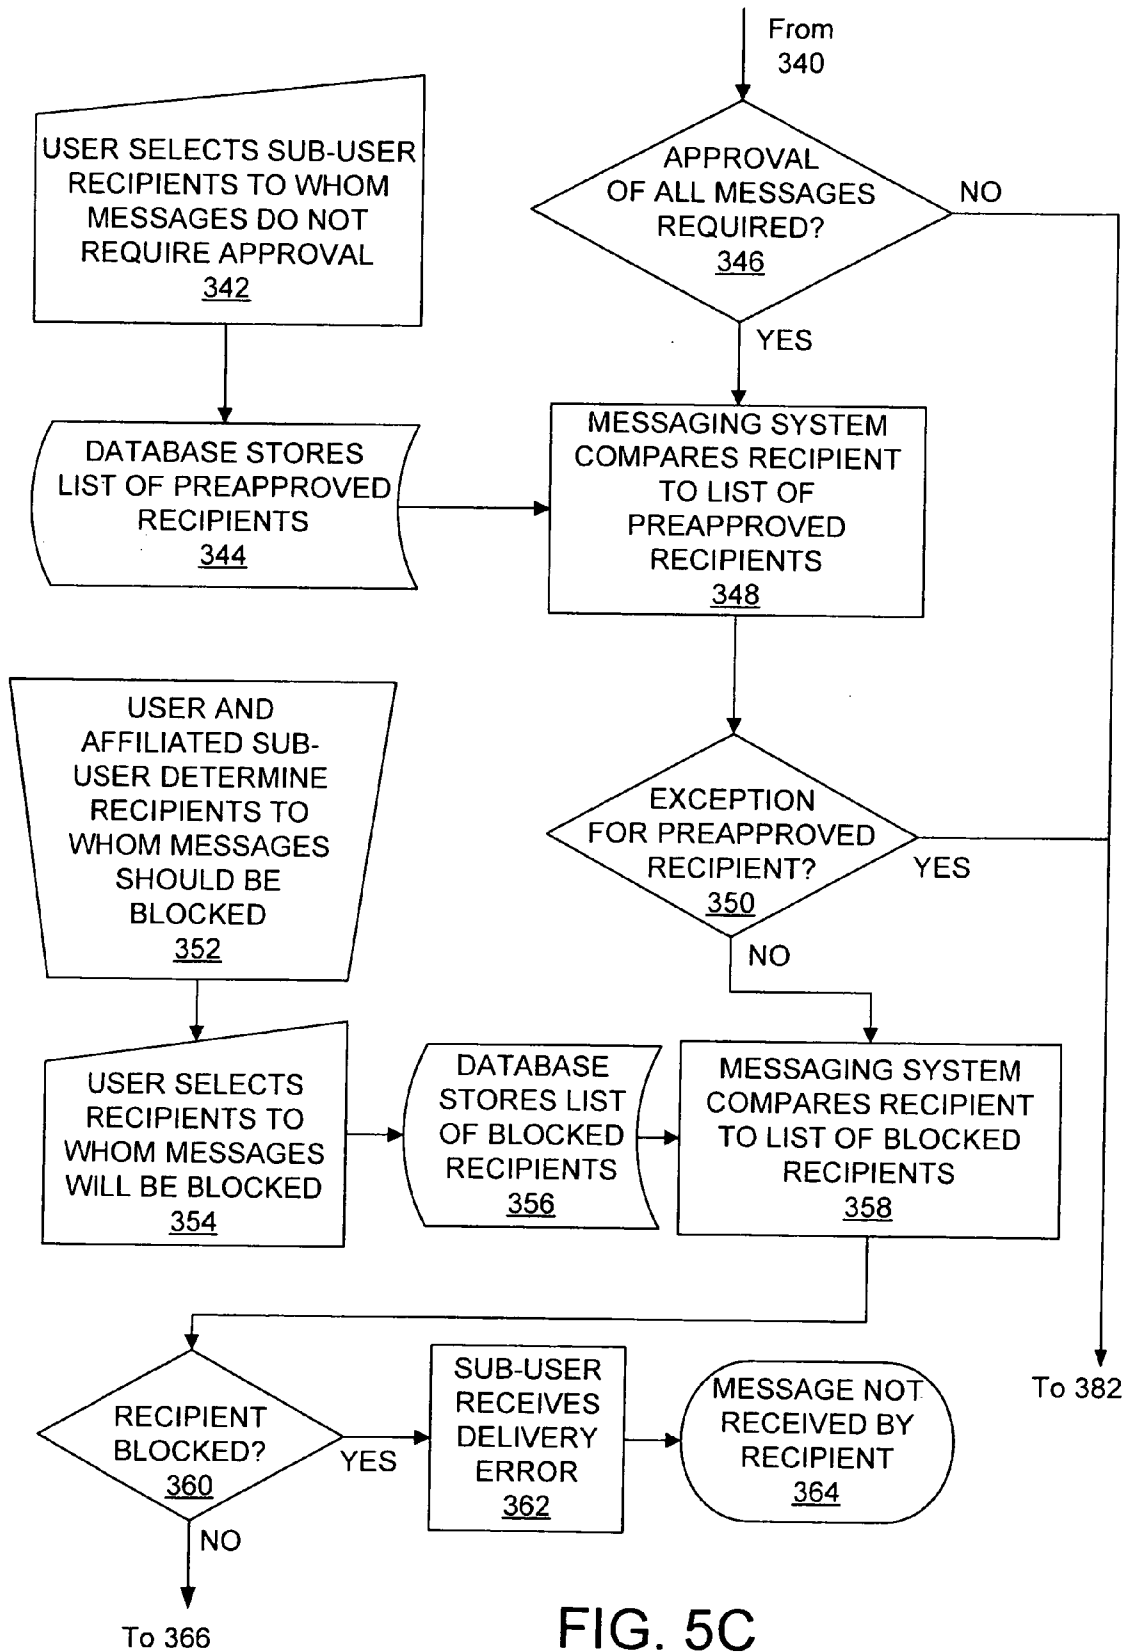 From
340
USER SELECTS SUB-USER
RECIPIENTS TO WHOM
MESSAGES DO NOT
REQUIRE APPROVAL
342
APPROVAL
OF ALL MESSAGES
REQUIRED?
346
NO
YES
DATABASE STORES
LIST OF PREAPPROVED
RECIPIENTS
344
MESSAGING SYSTEM
COMPARES RECIPIENT
TO LIST OF
PREAPPROVED
RECIPIENTS
348
USER AND
AFFILIATED SUB-
USER DETERMINE
RECIPIENTS TO
WHOM MESSAGES
SHOULD BE
BLOCKED
352
EXCEPTION
FOR PREAPPROVED
RECIPIENT?
350
YES
NO
USER SELECTS
RECIPIENTS TO
WHOM MESSAGES
WILL BE BLOCKED
354
DATABASE
STORES LIST
OF BLOCKED
RECIPIENTS
356
MESSAGING SYSTEM
COMPARES RECIPIENT
TO LIST OF BLOCKED
RECIPIENTS
358
RECIPIENT
BLOCKED?
360
YES
NO
SUB-USER
RECEIVES
DELIVERY
ERROR
362
MESSAGE NOT
RECEIVED BY
RECIPIENT
364
To 382
To 366
FIG. 5C